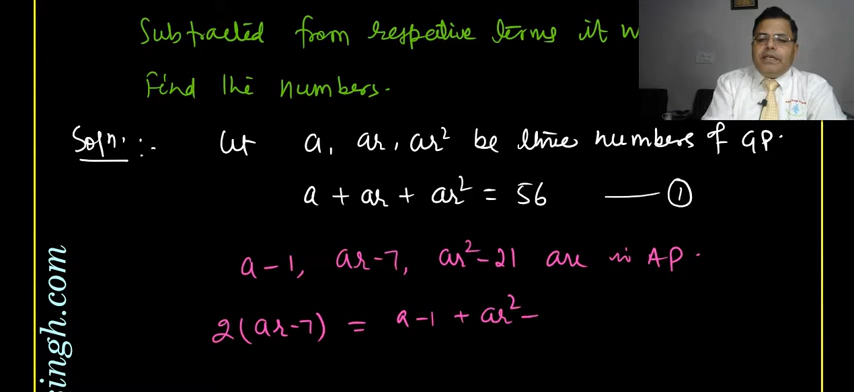 Subtracted from respective terms it w
Find the numbers.
Soln:- Let a, ar, ar² be three numbers of GP.
a + ar + ar² = 56 —— ①
a-1, ar-7, ar²-21 are in AP.
2(ar-7) = a-1 + ar² -
singh.com